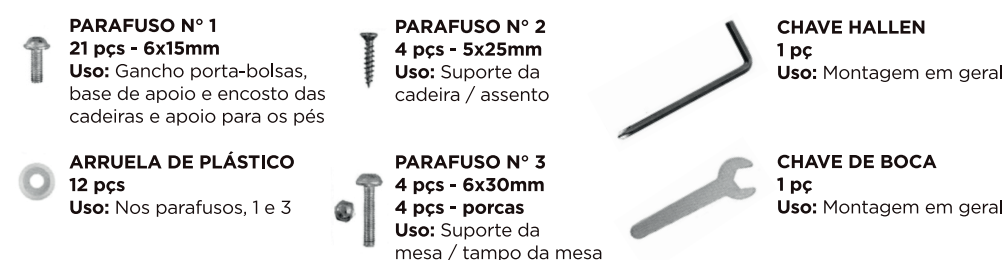 PARAFUSO N° 1
21 pçs - 6x15mm
Uso: Gancho porta-bolsas,
base de apoio e encosto das
cadeiras e apoio para os pés
PARAFUSO N° 2
4 pçs - 5x25mm
Uso: Suporte da
cadeira / assento
CHAVE HALLEN
1 pç
Uso: Montagem em geral
ARRUELA DE PLÁSTICO
12 pçs
Uso: Nos parafusos, 1 e 3
PARAFUSO N° 3
4 pçs - 6x30mm
4 pçs - porcas
Uso: Suporte da
mesa / tampo da mesa
CHAVE DE BOCA
1 pç
Uso: Montagem em geral